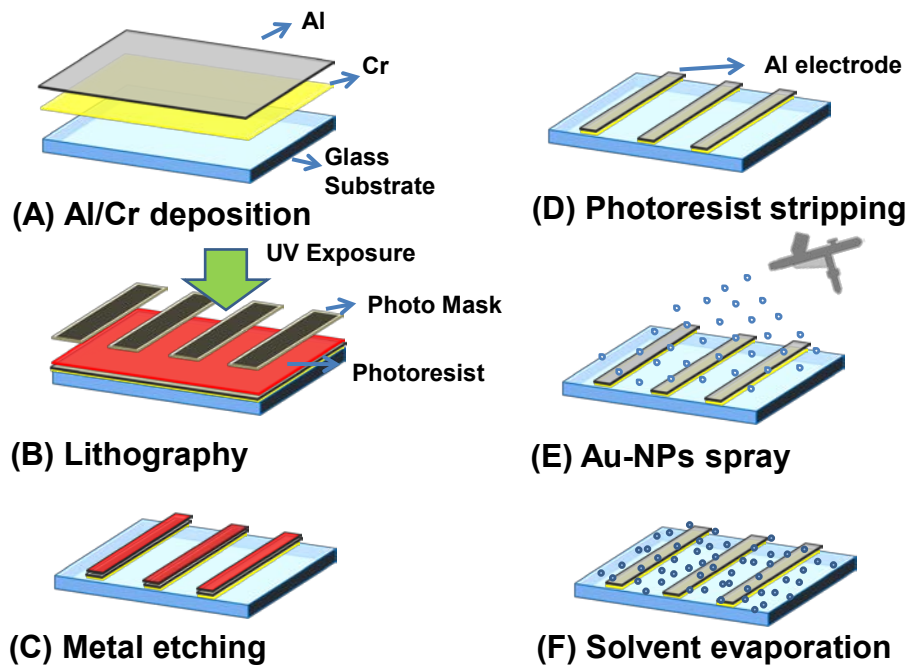 Al
Cr
Glass
Substrate
(A) Al/Cr deposition
UV Exposure
Photo Mask
Photoresist
(B) Lithography
(C) Metal etching
Al electrode
(D) Photoresist stripping
(E) Au-NPs spray
(F) Solvent evaporation